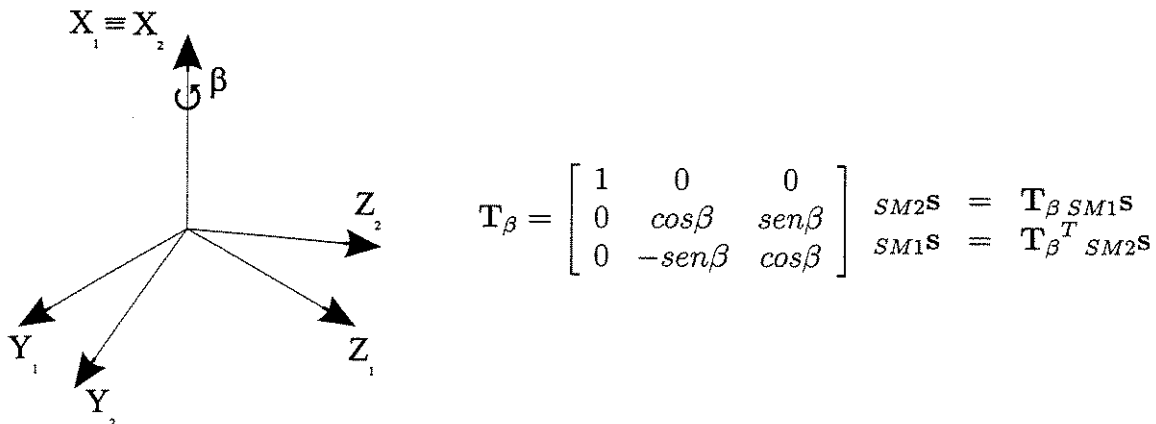 X₁ ≡ X₂
β
Z₂
Y₁
Z₁
Y₂
T_β = [ 1 0 0 ; 0 cosβ senβ ; 0 -senβ cosβ ]
SM2s = T_β SM1s
SM1s = T_β^T SM2s